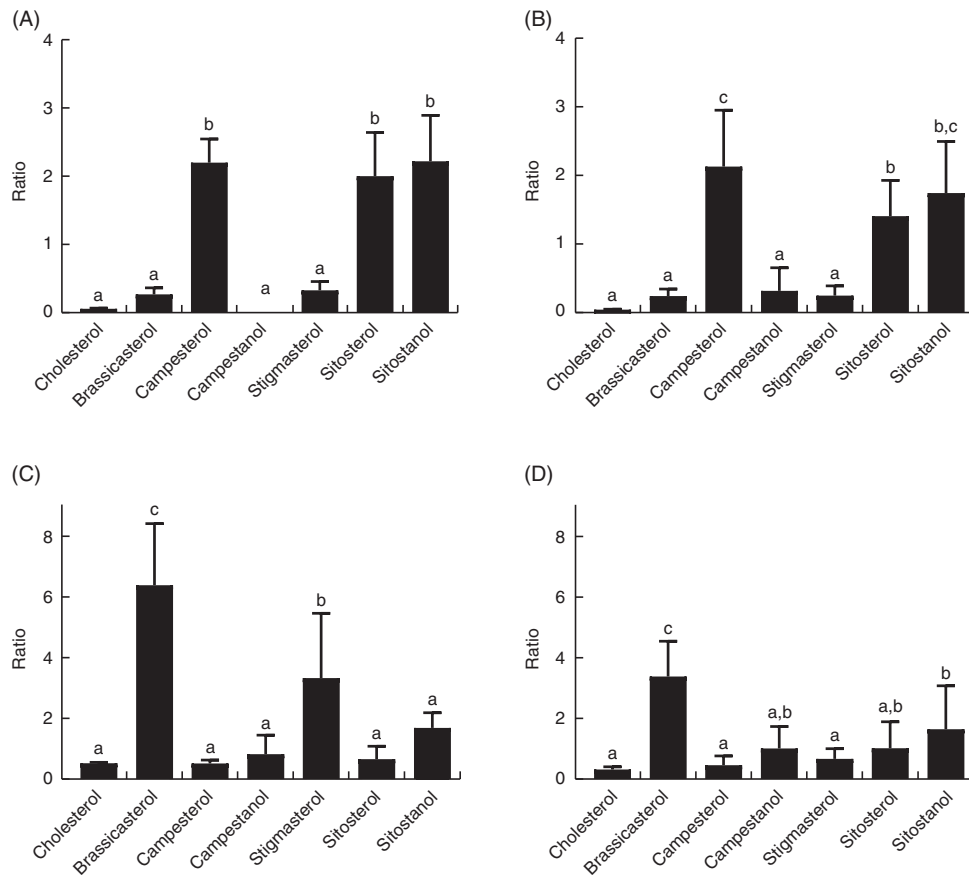 (A)
4
3
2
1
0
Ratio
a
a
b
a
a
b
b
Cholesterol
Brassicasterol
Campesterol
Campestanol
Stigmasterol
Sitosterol
Sitostanol
(B)
4
3
2
1
0
Ratio
a
a
c
a
a
b
b,c
Cholesterol
Brassicasterol
Campesterol
Campestanol
Stigmasterol
Sitosterol
Sitostanol
(C)
8
6
4
2
0
Ratio
a
c
a
a
b
a
a
Cholesterol
Brassicasterol
Campesterol
Campestanol
Stigmasterol
Sitosterol
Sitostanol
(D)
8
6
4
2
0
Ratio
a
c
a
a,b
a
a,b
b
Cholesterol
Brassicasterol
Campesterol
Campestanol
Stigmasterol
Sitosterol
Sitostanol